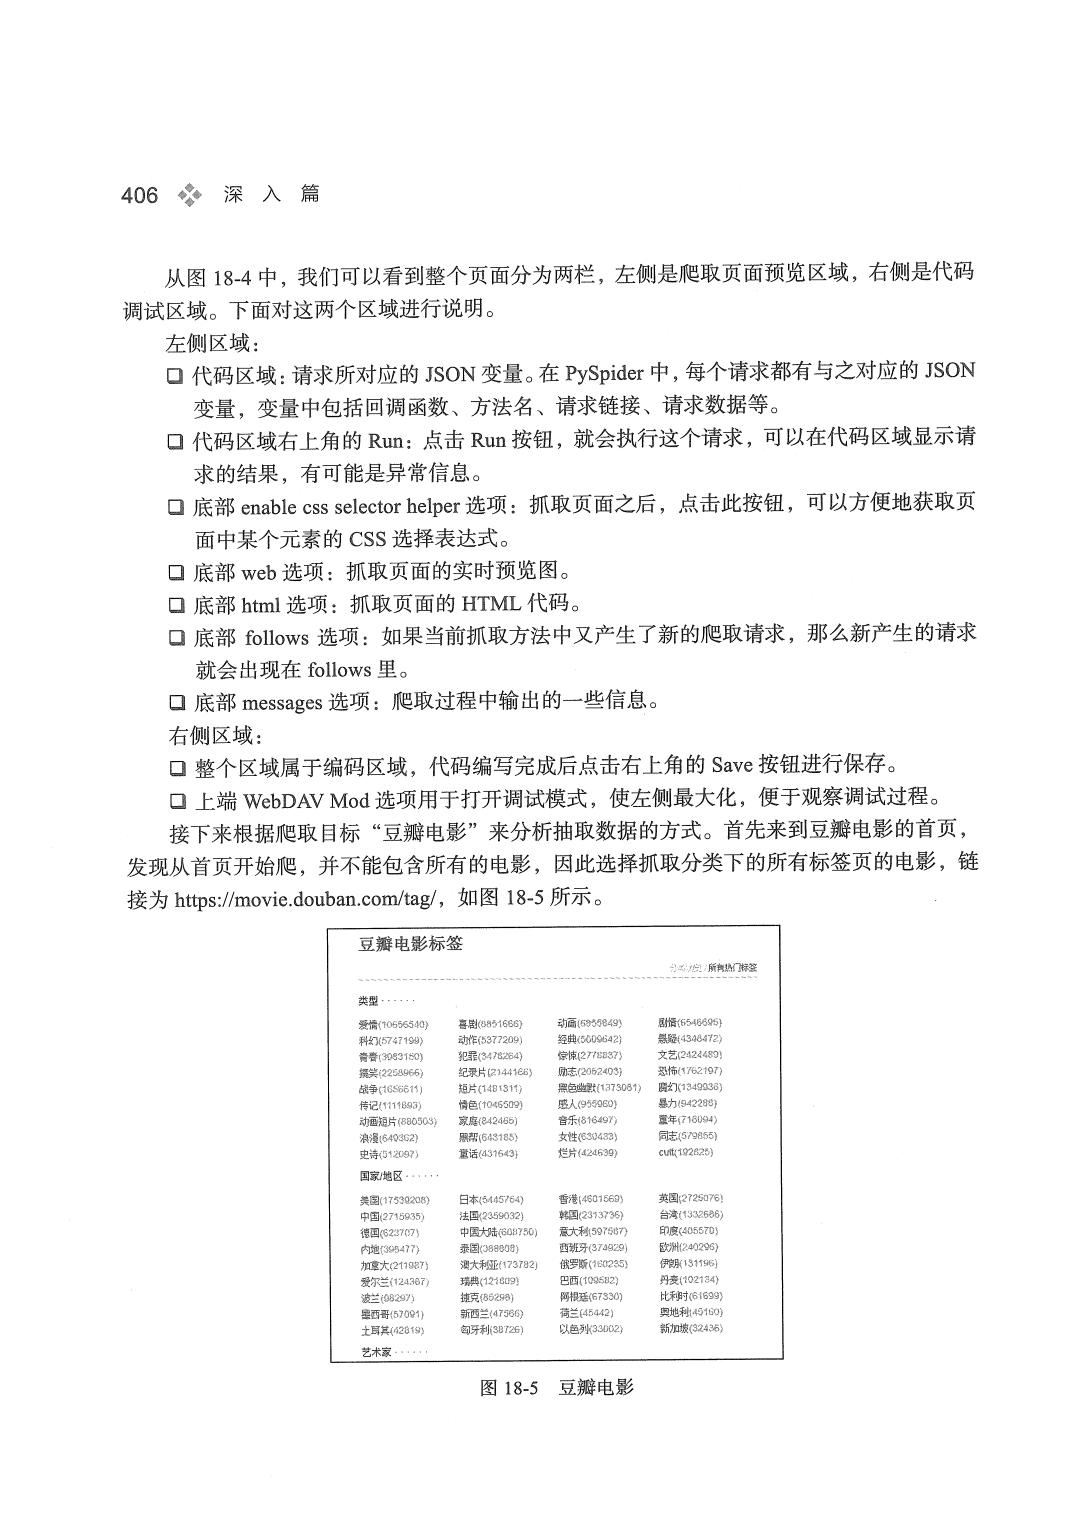 406 深 入 篇
从图 18-4 中，我们可以看到整个页面分为两栏，左侧是爬取页面预览区域，右侧是代码
调试区域。下面对这两个区域进行说明。
左侧区域：
❑ 代码区域：请求所对应的 JSON 变量。在 PySpider 中，每个请求都有与之对应的 JSON
变量，变量中包括回调函数、方法名、请求链接、请求数据等。
❑ 代码区域右上角的 Run：点击 Run 按钮，就会执行这个请求，可以在代码区域显示请
求的结果，有可能是异常信息。
❑ 底部 enable css selector helper 选项：抓取页面之后，点击此按钮，可以方便地获取页
面中某个元素的 CSS 选择表达式。
❑ 底部 web 选项：抓取页面的实时预览图。
❑ 底部 html 选项：抓取页面的 HTML 代码。
❑ 底部 follows 选项：如果当前抓取方法中又产生了新的爬取请求，那么新产生的请求
就会出现在 follows 里。
❑ 底部 messages 选项：爬取过程中输出的一些信息。
右侧区域：
❑ 整个区域属于编码区域，代码编写完成后点击右上角的 Save 按钮进行保存。
❑ 上端 WebDAV Mod 选项用于打开调试模式，使左侧最大化，便于观察调试过程。
接下来根据爬取目标“豆瓣电影”来分析抽取数据的方式。首先来到豆瓣电影的首页，
发现从首页开始爬，并不能包含所有的电影，因此选择抓取分类下的所有标签页的电影，链
接为 https://movie.douban.com/tag/，如图 18-5 所示。
豆瓣电影标签
所有热门标签
类型 · · · · · ·
爱情(10656540) 喜剧(8851666) 动画(6855849) 剧情(6546695)
科幻(5747199) 动作(5377209) 经典(5009642) 悬疑(4348472)
青春(3983180) 犯罪(3476264) 惊悚(2778837) 文艺(2424489)
搞笑(2258966) 纪录片(2144166) 励志(2052403) 恐怖(1762197)
战争(1656611) 短片(1481311) 黑色幽默(1373081) 魔幻(1349936)
传记(1111893) 情色(1046509) 感人(955960) 暴力(942286)
动画短片(880503) 家庭(842465) 音乐(816497) 童年(716094)
浪漫(649362) 黑帮(643185) 女性(630433) 同志(579855)
史诗(512097) 童话(431643) 烂片(424639) cult(192625)
国家/地区 · · · · · ·
美国(17539208) 日本(5445764) 香港(4601569) 英国(2725076)
中国(2715935) 法国(2359032) 韩国(2313736) 台湾(1332686)
德国(623707) 中国大陆(608750) 意大利(597567) 印度(405570)
内地(395477) 泰国(388808) 西班牙(374929) 欧洲(240296)
加拿大(211987) 澳大利亚(173782) 俄罗斯(160235) 伊朗(131196)
爱尔兰(124367) 瑞典(121609) 巴西(109582) 丹麦(102134)
波兰(98297) 捷克(85298) 阿根廷(67330) 比利时(61699)
墨西哥(57091) 新西兰(47566) 荷兰(45442) 奥地利(45160)
土耳其(42819) 匈牙利(38726) 以色列(33002) 新加坡(32436)
艺术家 · · · · · ·
图 18-5 豆瓣电影